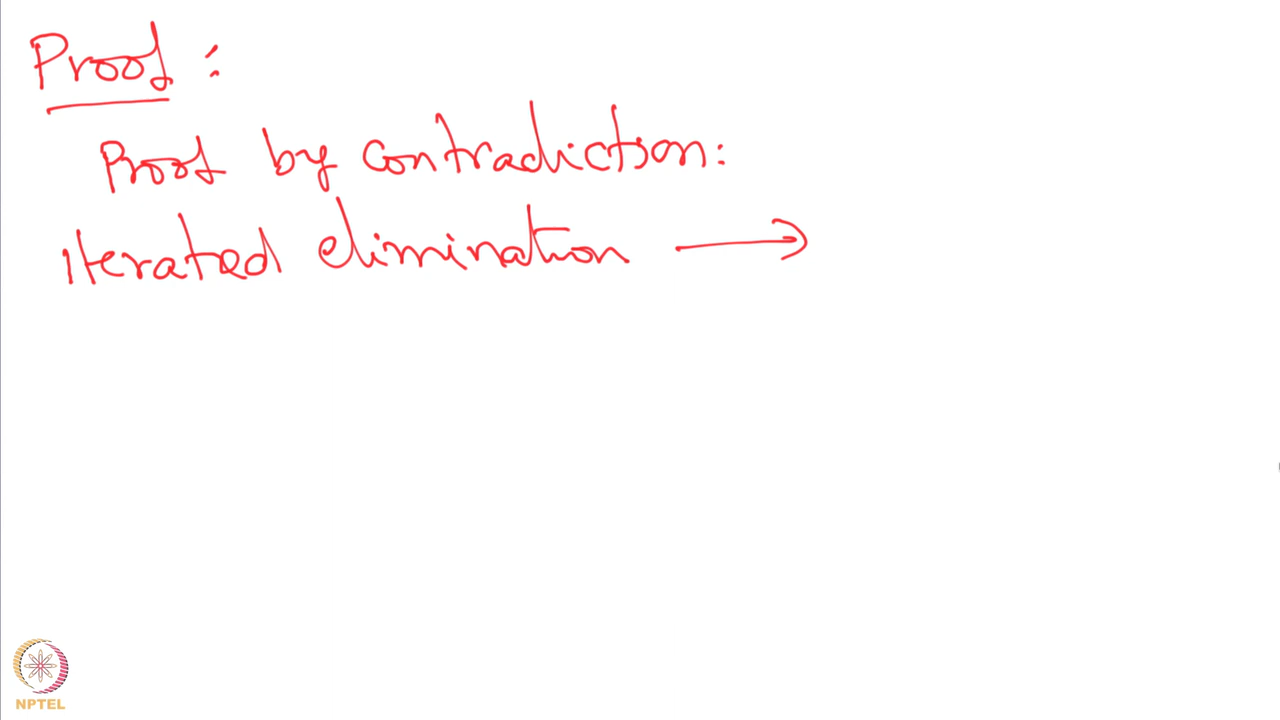 Proof :
Proof by contradiction:
iterated elimination ⟶
NPTEL